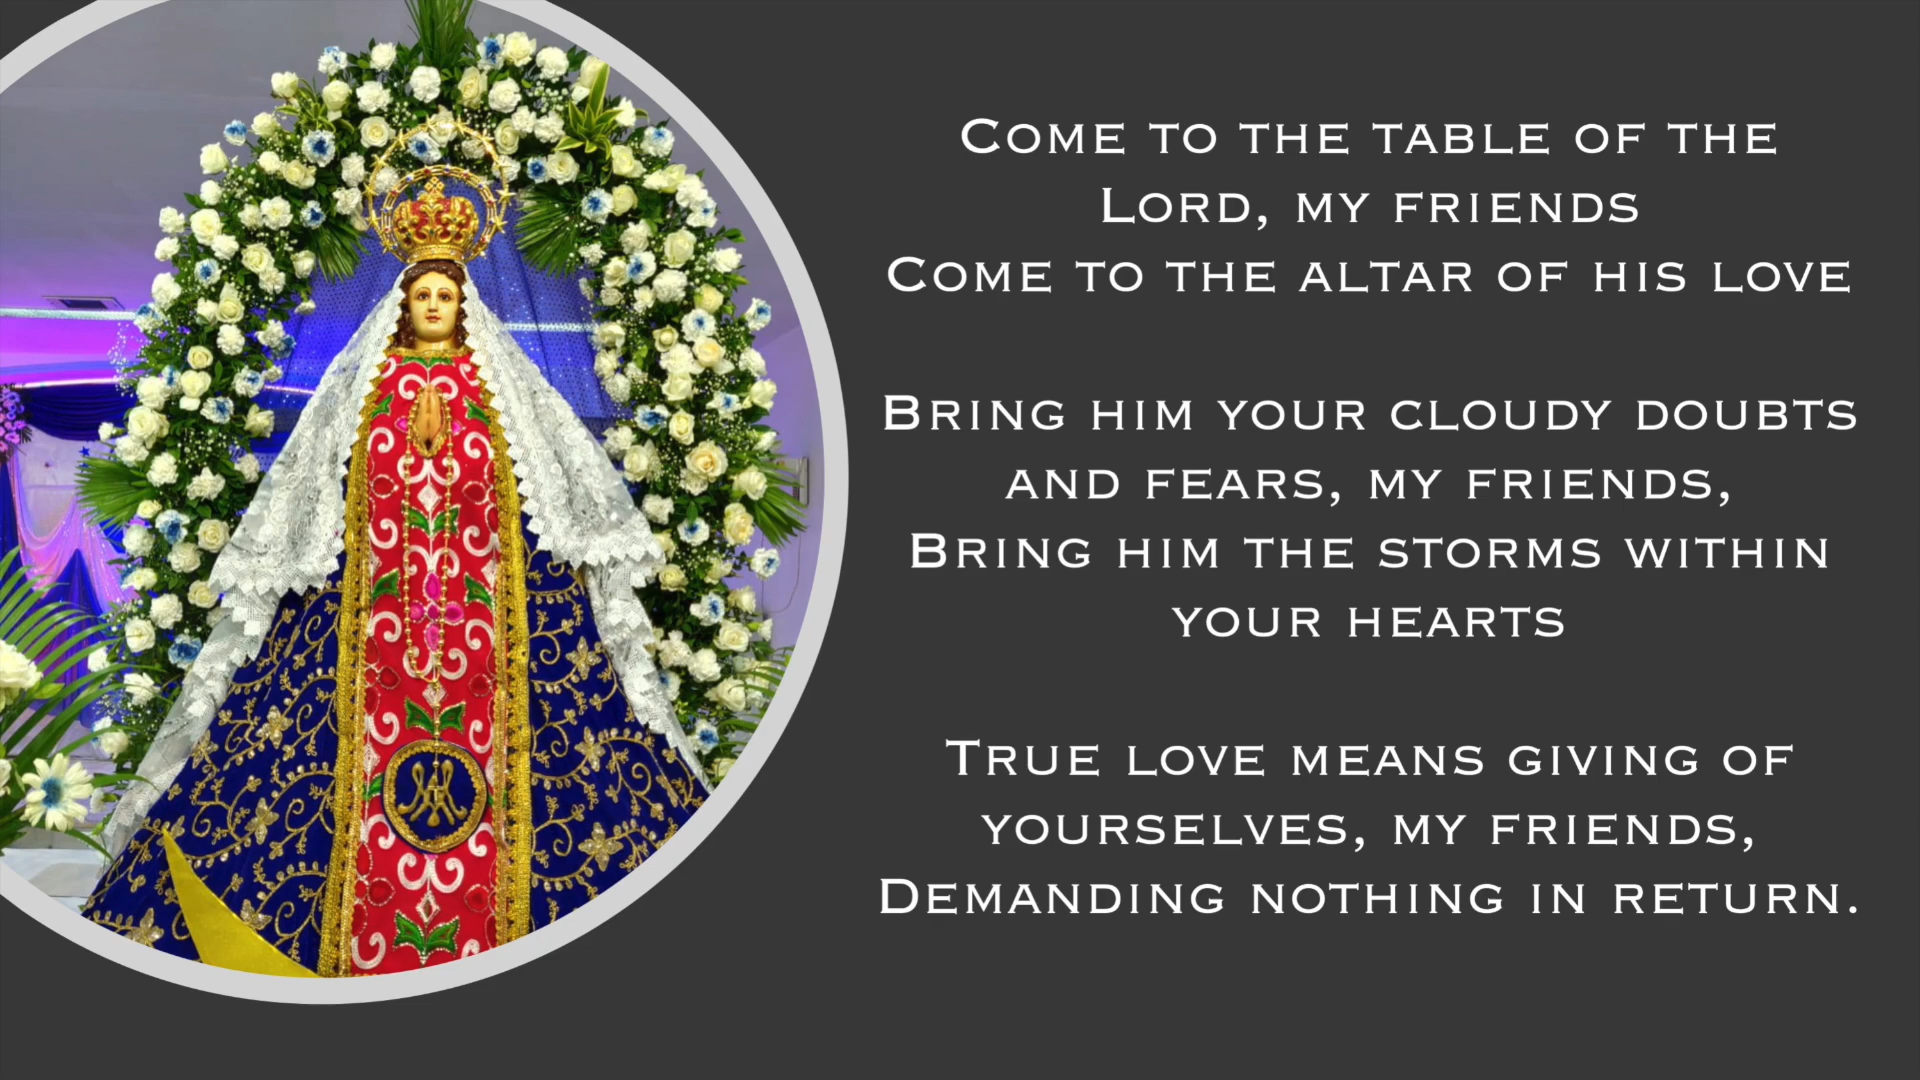 Come to the table of the
Lord, my friends
Come to the altar of his love
Bring him your cloudy doubts
and fears, my friends,
Bring him the storms within
your hearts
True love means giving of
yourselves, my friends,
Demanding nothing in return.